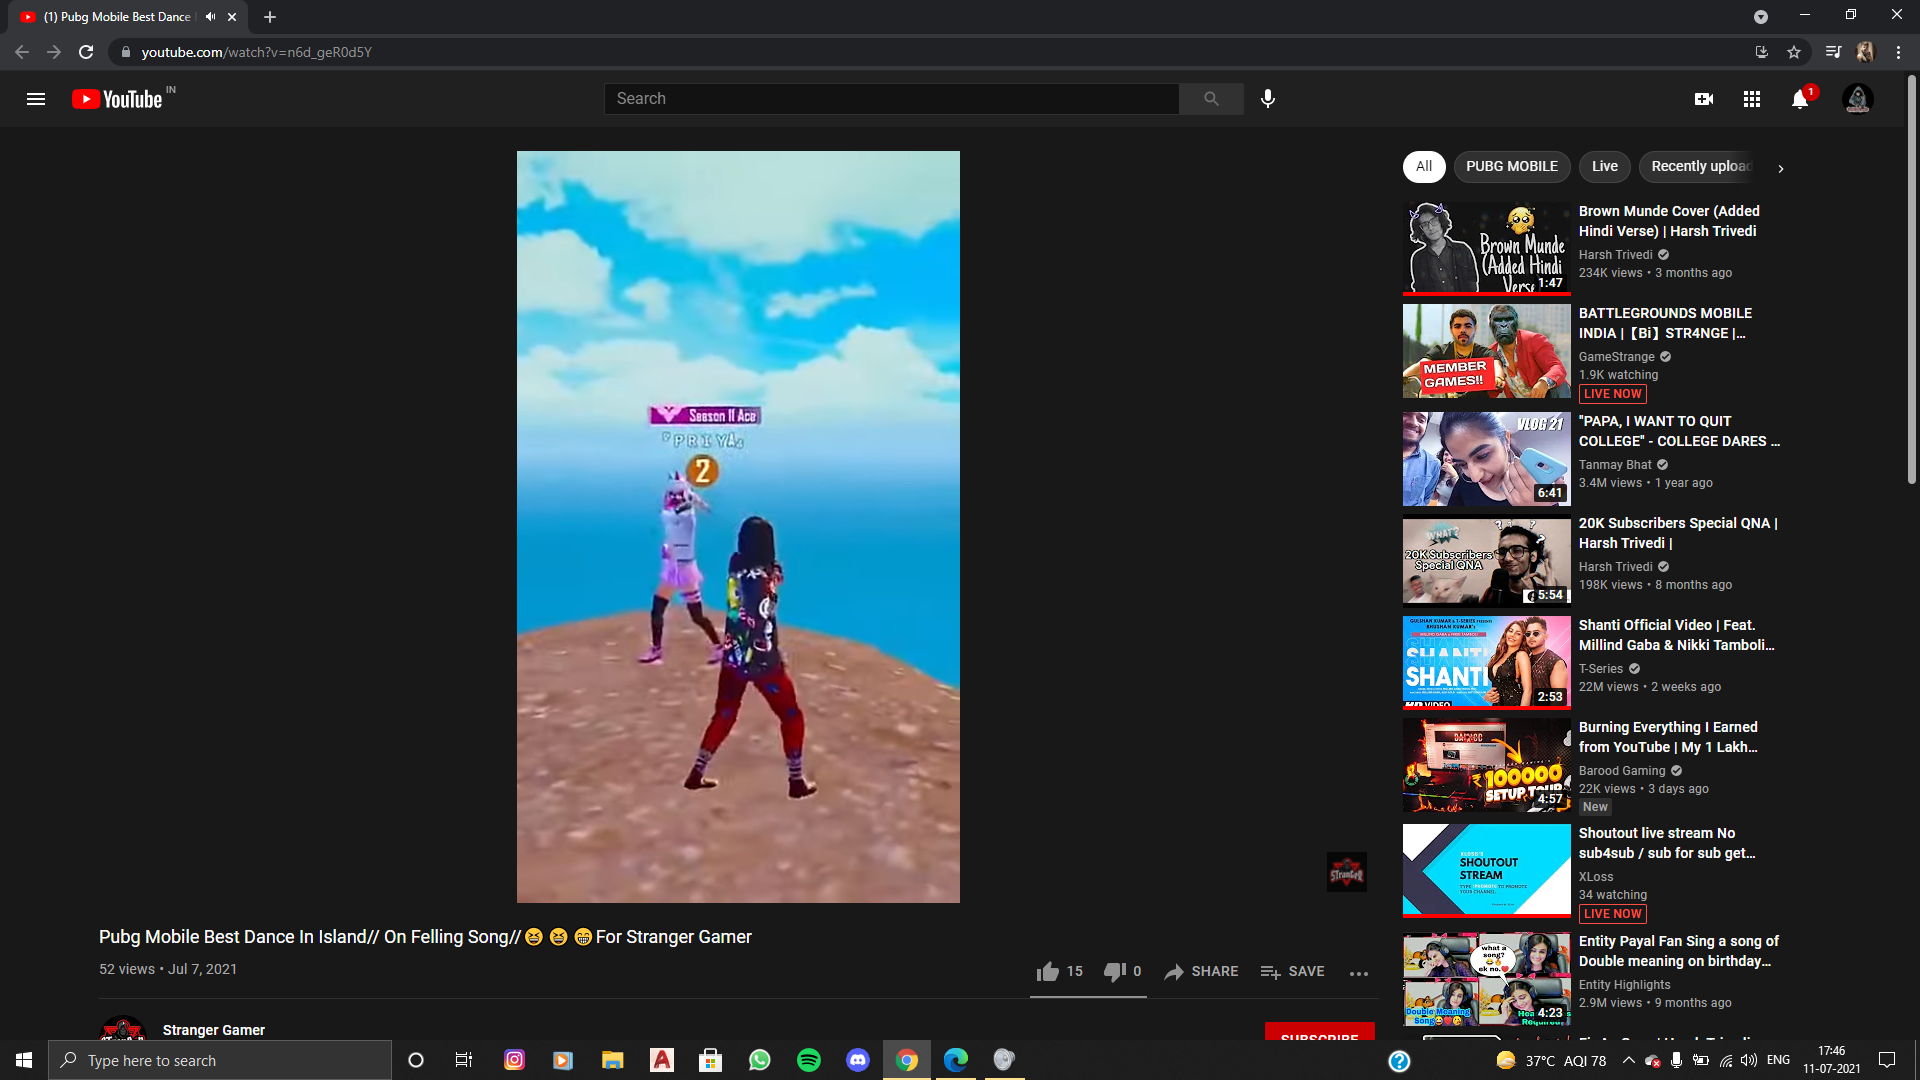 (1) Pubg Mobile Best Dance
youtube.com/watch?v=n6d_geR0d5Y
YouTube IN
Search
1
Season 11 Ace
PRIYA
2
STranGeR
Pubg Mobile Best Dance In Island// On Felling Song//😆 😆 😁For Stranger Gamer
52 views • Jul 7, 2021
15
0
SHARE
SAVE
Stranger Gamer
SUBSCRIBE
All
PUBG MOBILE
Live
Recently upload
Brown Munde
(Added Hindi
Verse
1:47
Brown Munde Cover (Added
Hindi Verse) | Harsh Trivedi
Harsh Trivedi
234K views • 3 months ago
MEMBER
GAMES!!
BATTLEGROUNDS MOBILE
INDIA |【Bi】STR4NGE |...
GameStrange
1.9K watching
LIVE NOW
VLOG 21
6:41
"PAPA, I WANT TO QUIT
COLLEGE" - COLLEGE DARES ...
Tanmay Bhat
3.4M views • 1 year ago
WHAT?
20K Subscribers
Special QNA
5:54
20K Subscribers Special QNA |
Harsh Trivedi |
Harsh Trivedi
198K views • 8 months ago
SHANTI
SHANTI
HD VIDEO
2:53
Shanti Official Video | Feat.
Millind Gaba & Nikki Tamboli...
T-Series
22M views • 2 weeks ago
₹100000
SETUP TOUR
4:57
Burning Everything I Earned
from YouTube | My 1 Lakh...
Barood Gaming
22K views • 3 days ago
New
XLOSS'S
SHOUTOUT
STREAM
Shoutout live stream No
sub4sub / sub for sub get...
XLoss
34 watching
LIVE NOW
what a
song?
ek no.
Double Meaning
Song
4:23
Entity Payal Fan Sing a song of
Double meaning on birthday...
Entity Highlights
2.9M views • 9 months ago
Type here to search
37°C AQI 78
ENG
17:46
11-07-2021